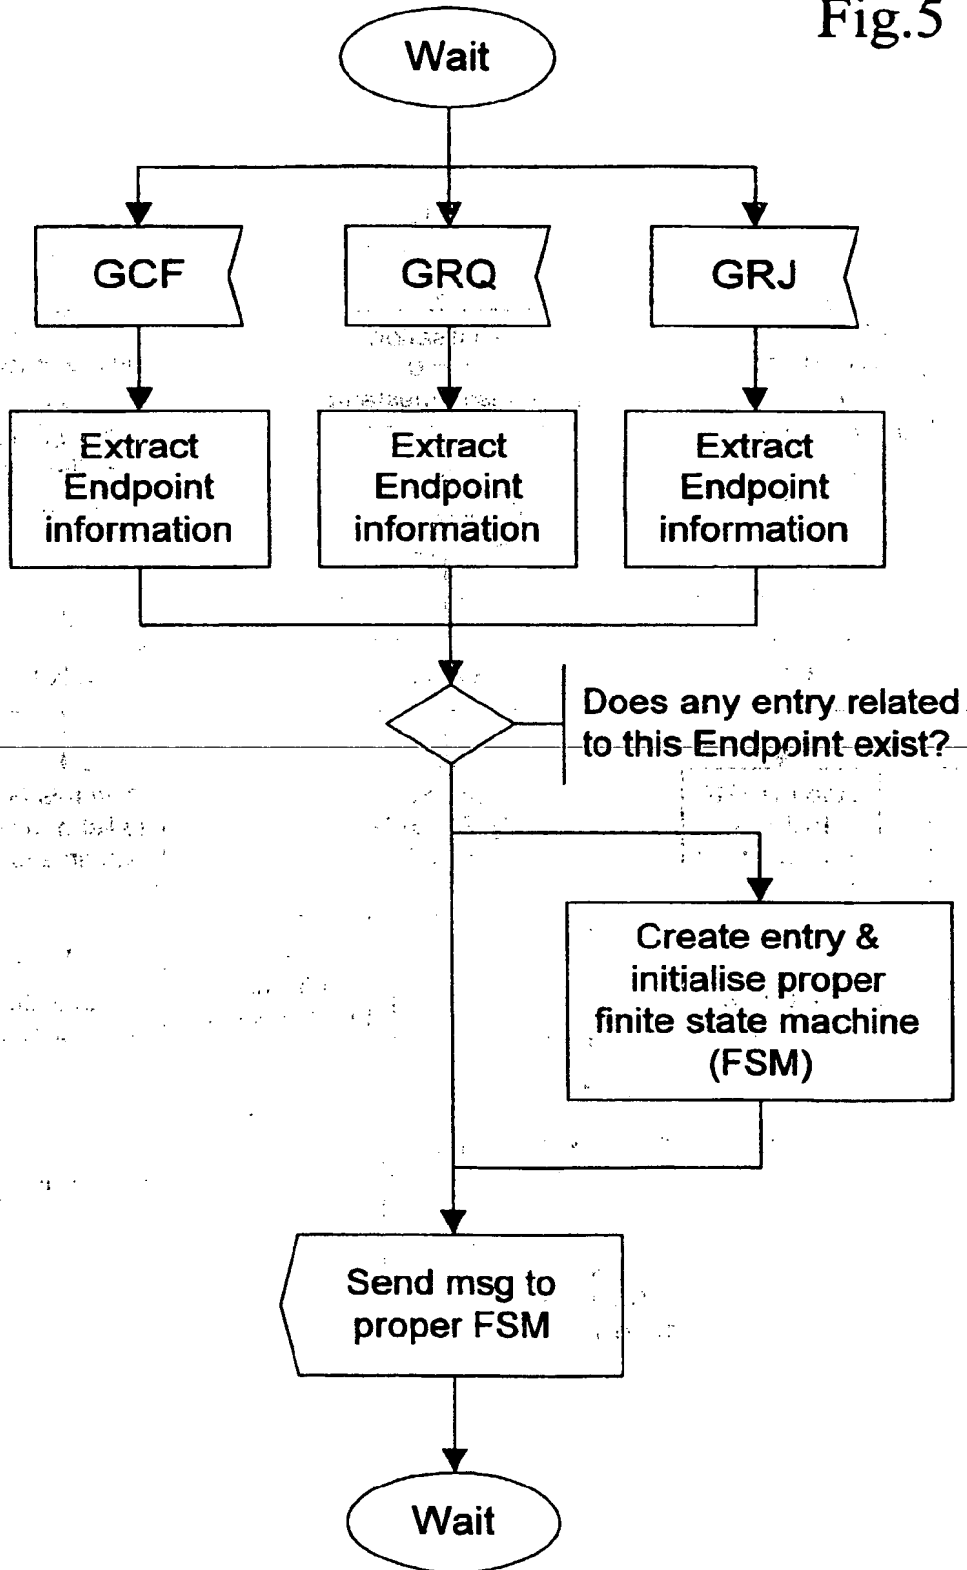 Fig.5
Wait
GCF
GRQ
GRJ
Extract
Endpoint
information
Extract
Endpoint
information
Extract
Endpoint
information
Does any entry related
to this Endpoint exist?
Create entry &
initialise proper
finite state machine
(FSM)
Send msg to
proper FSM
Wait